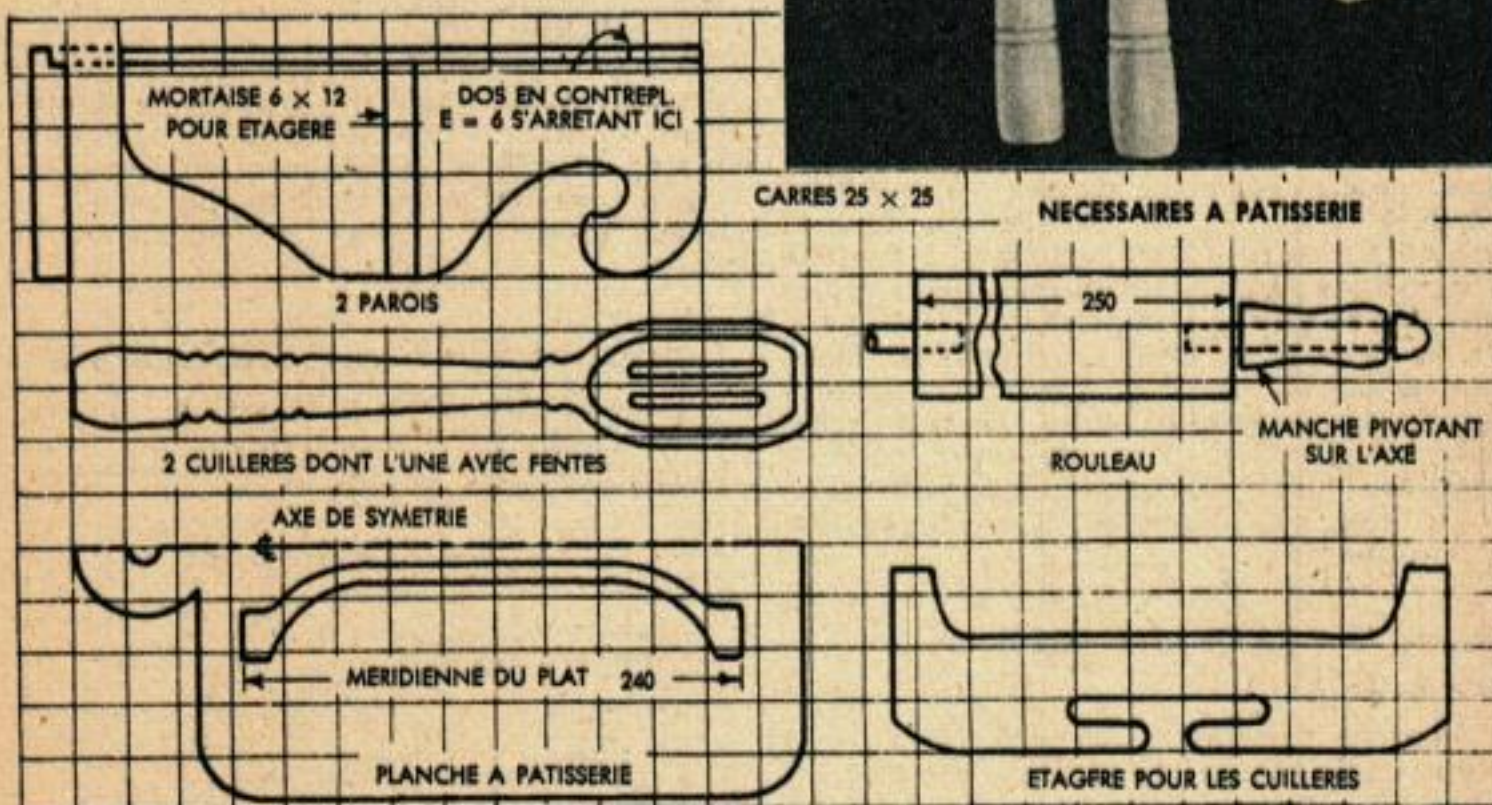 MORTAISE 6 × 12
POUR ETAGERE
DOS EN CONTREPL.
E = 6 S'ARRETANT ICI
CARRES 25 × 25
NECESSAIRES A PATISSERIE
2 PAROIS
250
MANCHE PIVOTANT
SUR L'AXE
ROULEAU
2 CUILLERES DONT L'UNE AVEC FENTES
AXE DE SYMETRIE
MERIDIENNE DU PLAT 240
PLANCHE A PATISSERIE
ETAGERE POUR LES CUILLERES